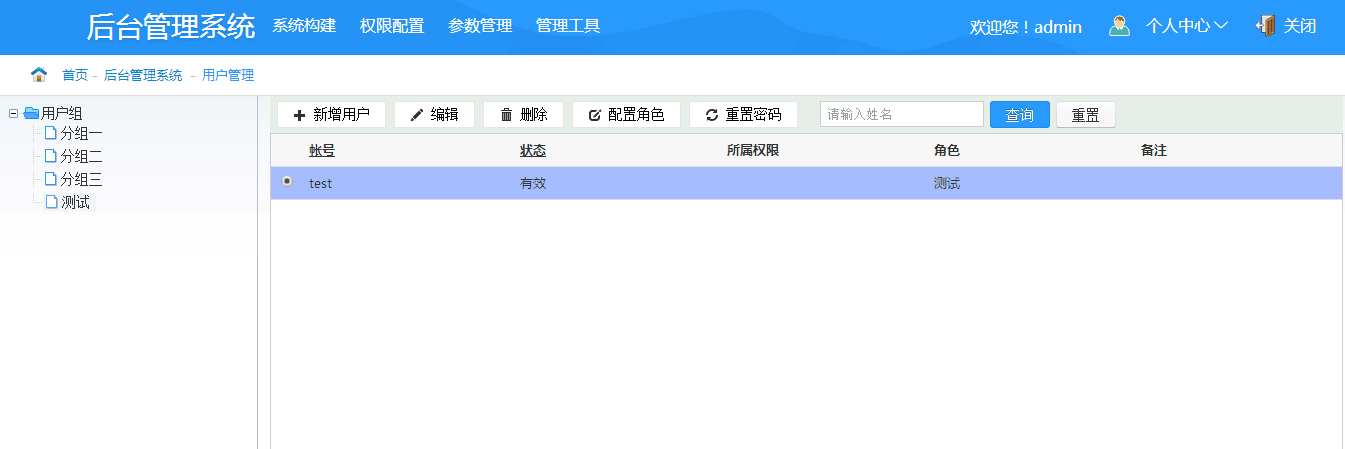 后台管理系统 系统构建 权限配置 参数管理 管理工具 欢迎您！admin 个人中心 关闭
首页 - 后台管理系统 - 用户管理
用户组
分组一
分组二
分组三
测试
新增用户 编辑 删除 配置角色 重置密码 请输入姓名 查询 重置
帐号 状态 所属权限 角色 备注
test 有效 测试